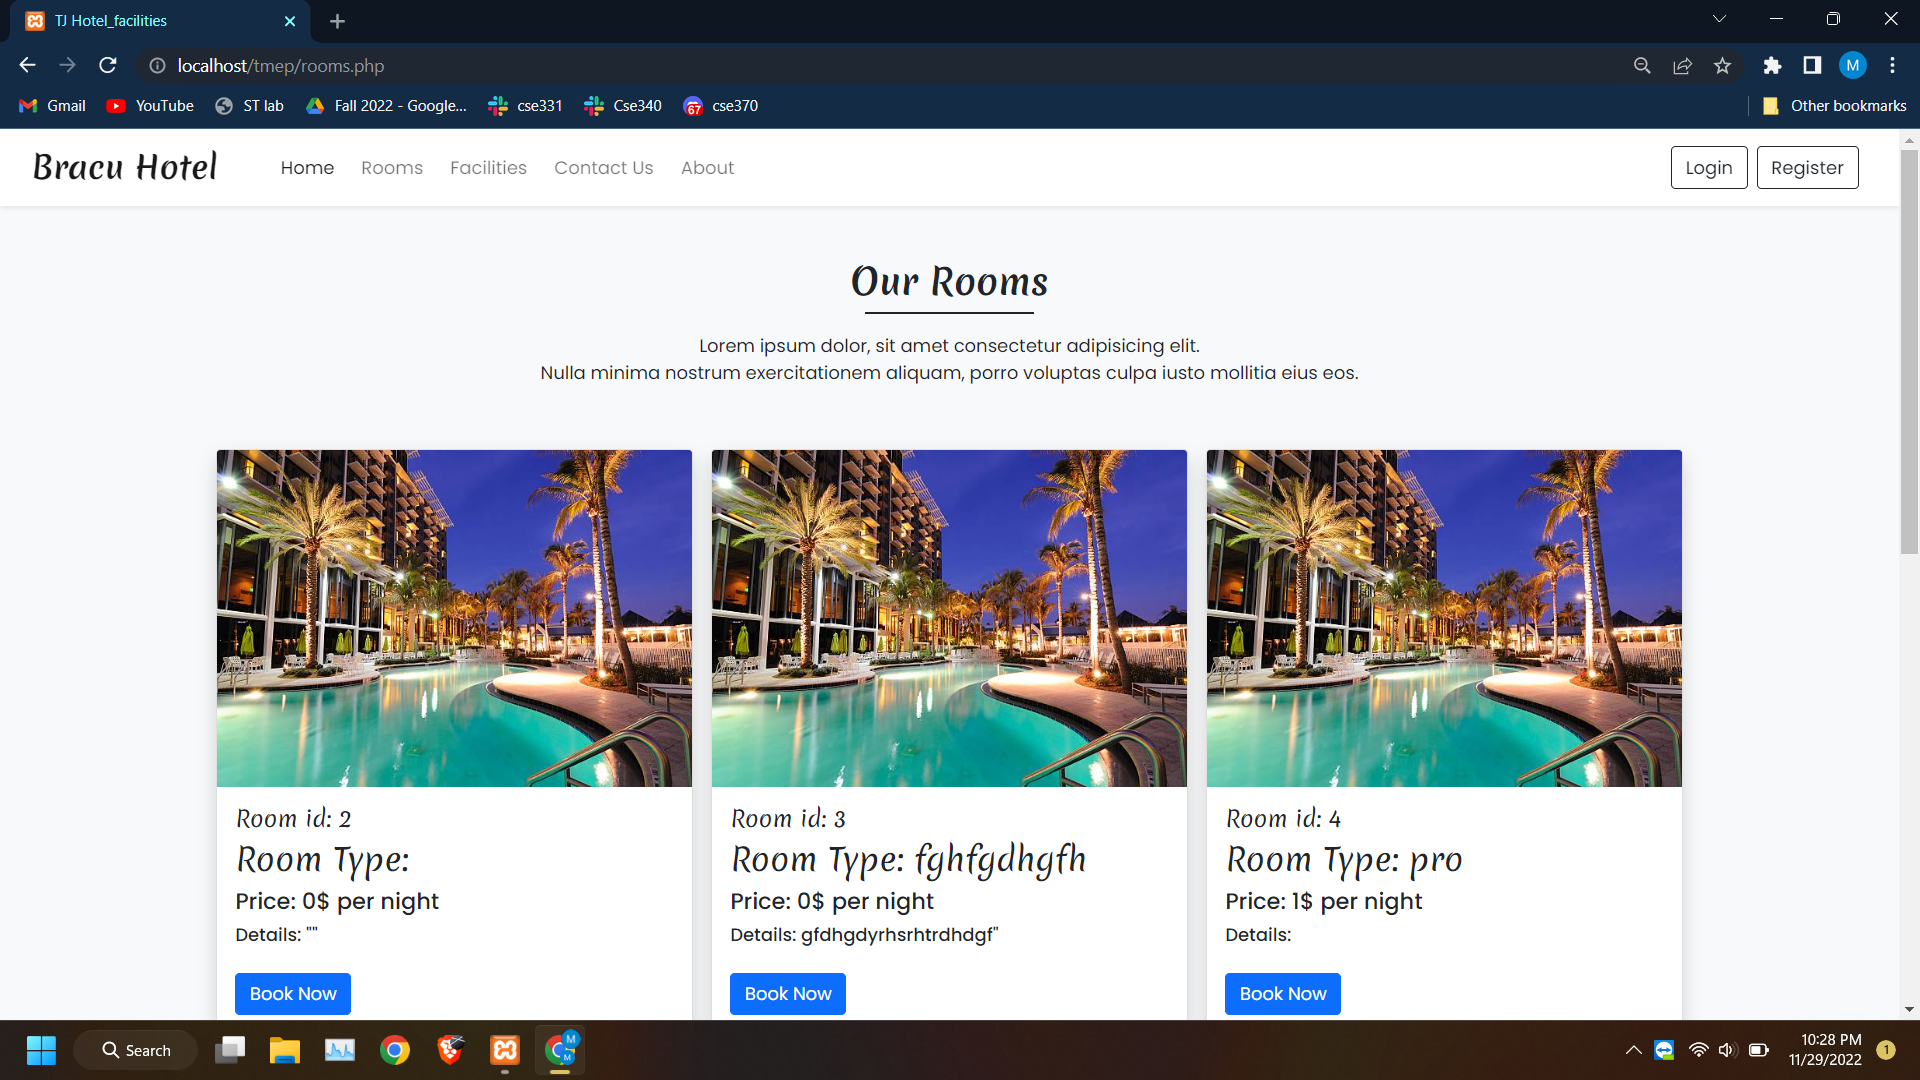 TJ Hotel_facilities
localhost/tmep/rooms.php
M
Gmail YouTube ST lab Fall 2022 - Google... cse331 Cse340 67 cse370 Other bookmarks
Bracu Hotel Home Rooms Facilities Contact Us About Login Register
Our Rooms
Lorem ipsum dolor, sit amet consectetur adipisicing elit.
Nulla minima nostrum exercitationem aliquam, porro voluptas culpa iusto mollitia eius eos.
Room id: 2
Room Type:
Price: 0$ per night
Details: ""
Book Now
Room id: 3
Room Type: fghfgdhgfh
Price: 0$ per night
Details: gfdhgdyrhsrhtrdhdgf"
Book Now
Room id: 4
Room Type: pro
Price: 1$ per night
Details:
Book Now
Search
M
M
10:28 PM
11/29/2022
1